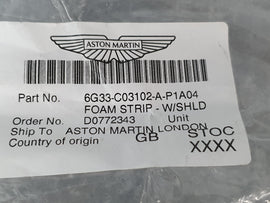 ASTON MARTIN
Part No. 6G33-C03102-A-P1A04
FOAM STRIP - W/SHLD
Order No. D0772343 Unit
Ship To ASTON MARTIN LONDON
Country of origin GB STOC
XXXX